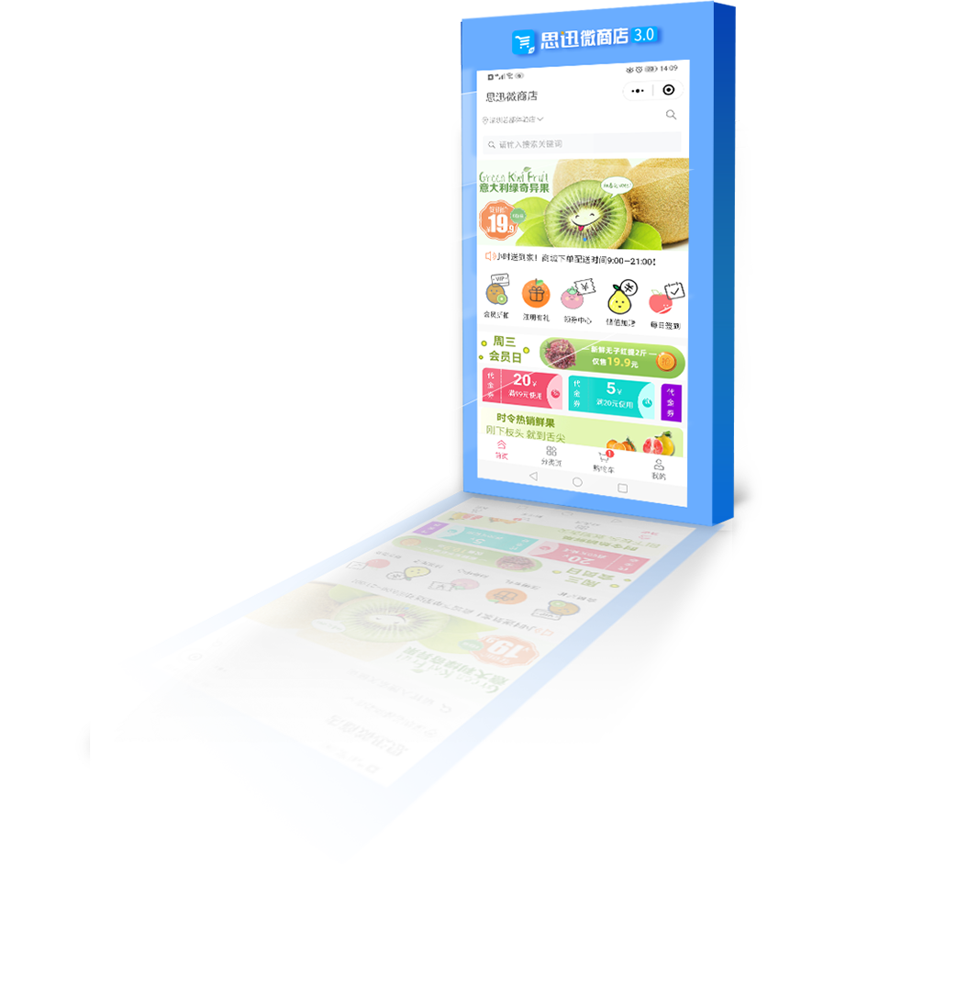 思迅微商店 3.0
14:09
思迅微商店
请输入搜索关键词
Green Kiwi Fruit
意大利绿奇异果
19.9
小时送到家！商城下单配送时间9:00-21:00！
VIP
会员折扣 注册有礼 领券中心 储值加赠 每日签到
周三
会员日
新鲜无子红提2斤
仅售19.9元
代金券 20¥ 满99元使用
代金券 5¥ 满20元使用
代金券
时令热销鲜果
刚下枝头 就到舌尖
1
首页 分类页 购物车 我的